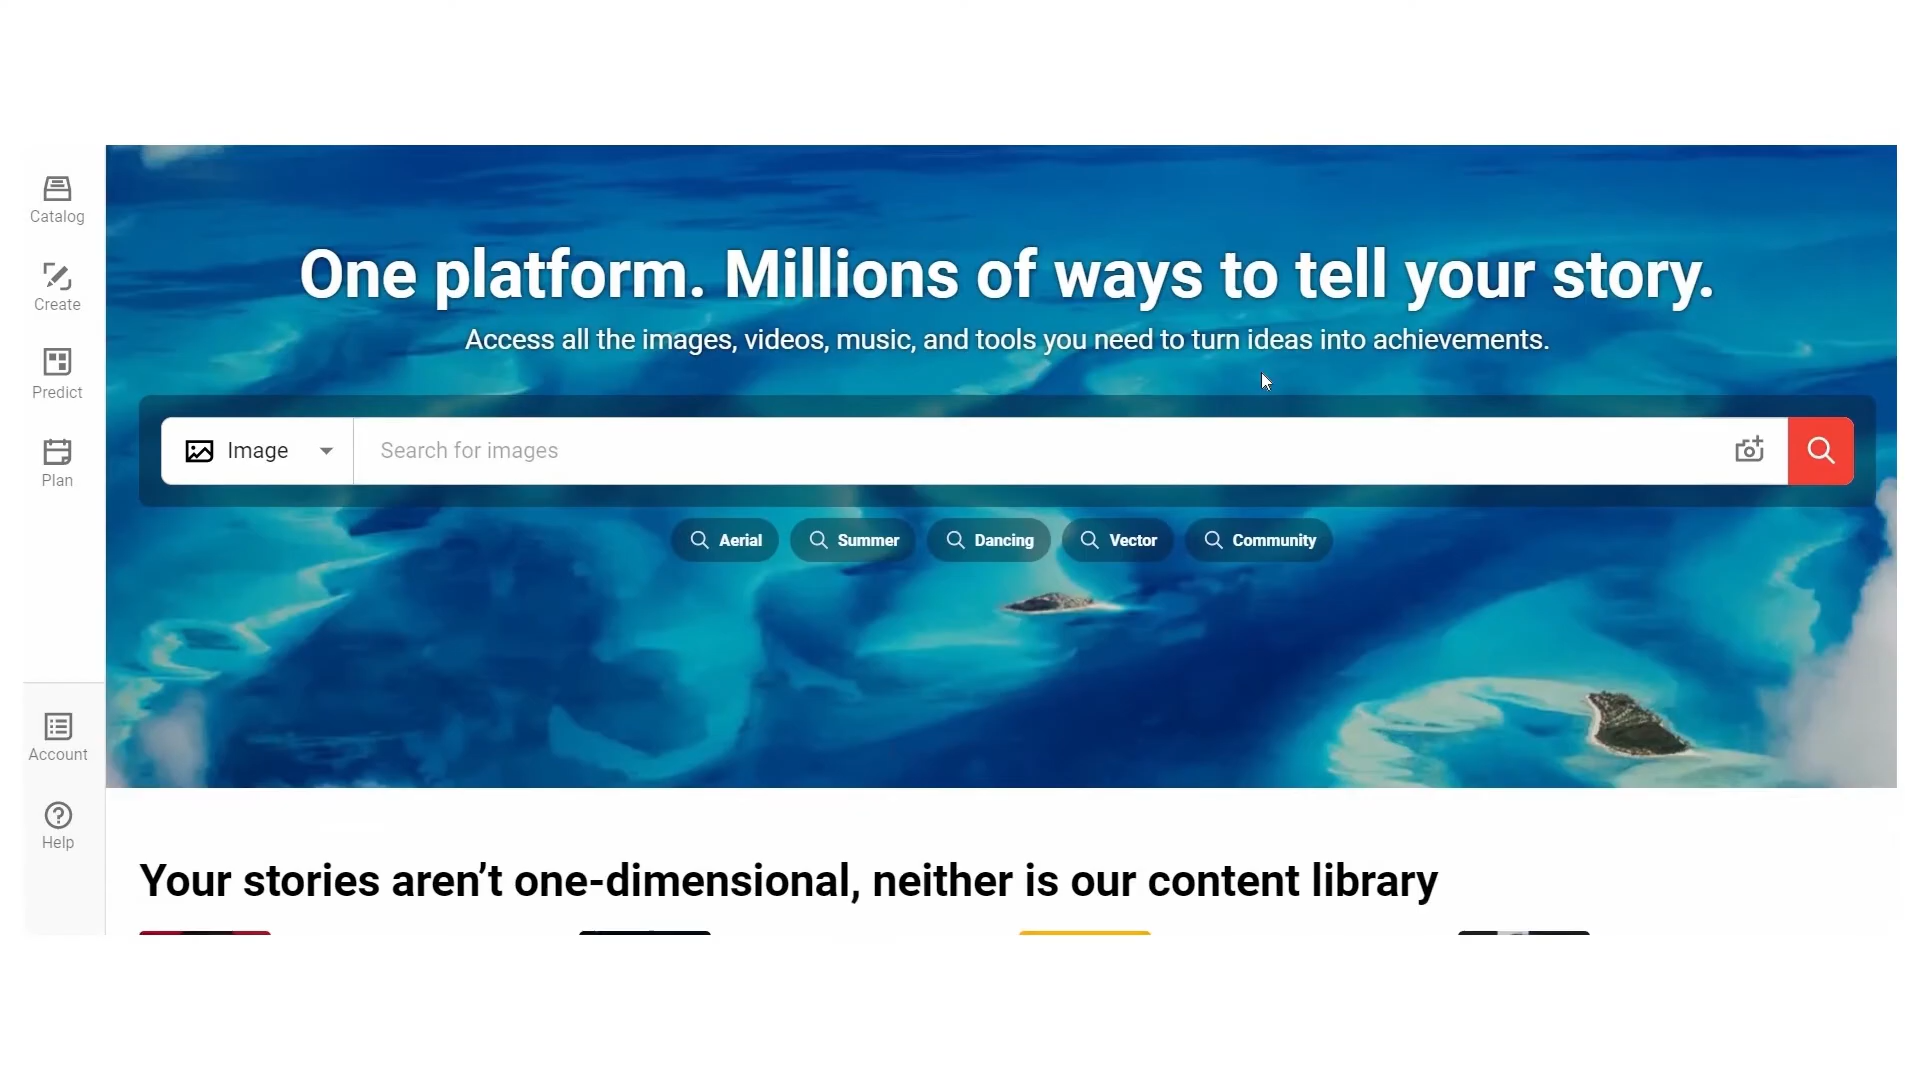 Catalog
Create
Predict
Plan
Account
Help
One platform. Millions of ways to tell your story.
Access all the images, videos, music, and tools you need to turn ideas into achievements.
Image
Search for images
Aerial
Summer
Dancing
Vector
Community
Your stories aren’t one-dimensional, neither is our content library